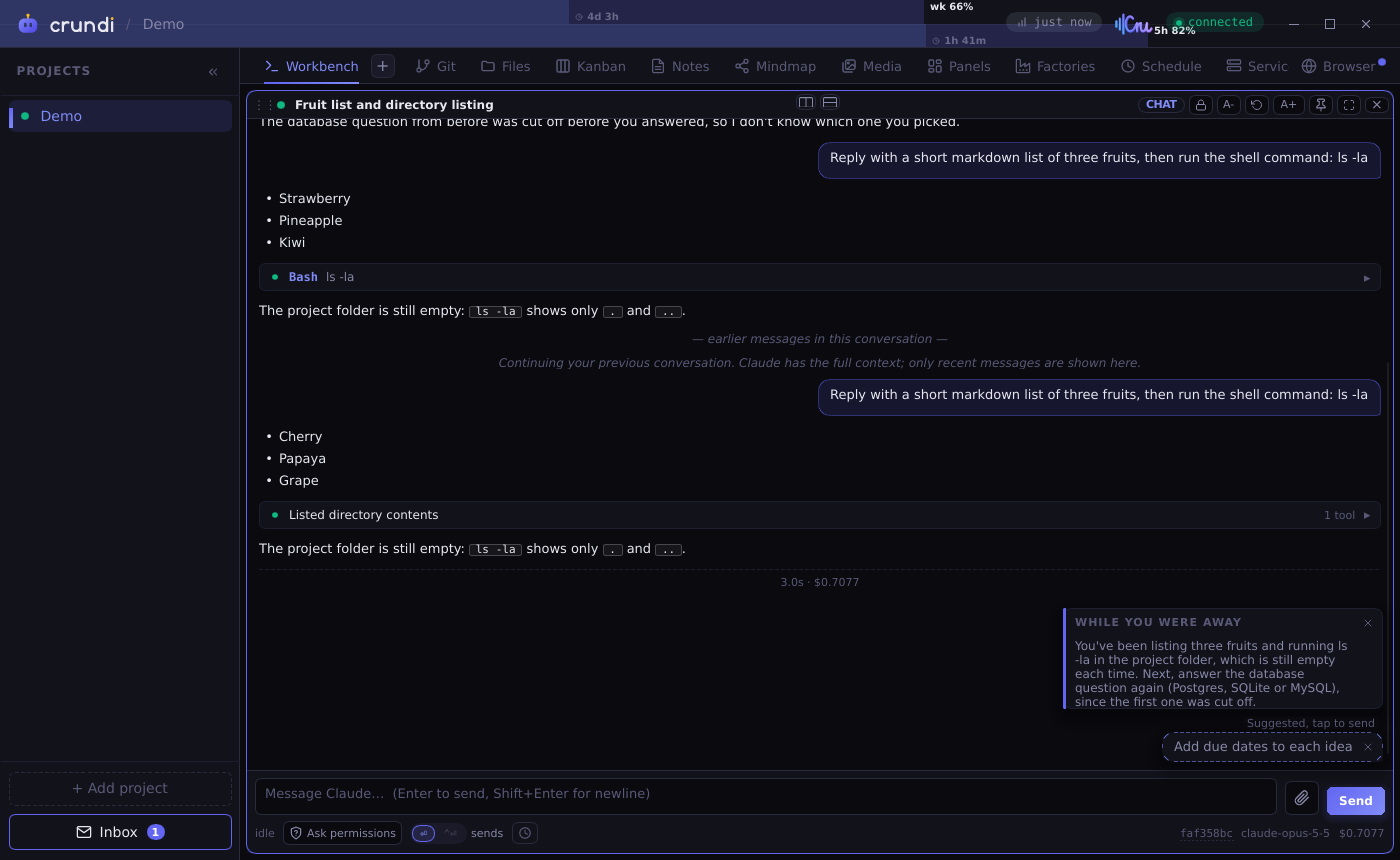 wk 66%
4d 3h
crundi / Demo
just now
Cru
connected
5h 82%
1h 41m
PROJECTS
«
Workbench
+
Git
Files
Kanban
Notes
Mindmap
Media
Panels
Factories
Schedule
Servic
Browser
Demo
Fruit list and directory listing
CHAT
A-
A+
The database question from before was cut off before you answered, so I don't know which one you picked.
Reply with a short markdown list of three fruits, then run the shell command: ls -la
• Strawberry
• Pineapple
• Kiwi
Bash ls -la
The project folder is still empty: ls -la shows only . and ...
— earlier messages in this conversation —
Continuing your previous conversation. Claude has the full context; only recent messages are shown here.
Reply with a short markdown list of three fruits, then run the shell command: ls -la
• Cherry
• Papaya
• Grape
Listed directory contents
1 tool
The project folder is still empty: ls -la shows only . and ...
3.0s · $0.7077
WHILE YOU WERE AWAY
You've been listing three fruits and running ls
-la in the project folder, which is still empty
each time. Next, answer the database
question again (Postgres, SQLite or MySQL),
since the first one was cut off.
Suggested, tap to send
Add due dates to each idea
Message Claude... (Enter to send, Shift+Enter for newline)
Send
+ Add project
Inbox 1
idle
Ask permissions
sends
faf358bc claude-opus-5-5 $0.7077